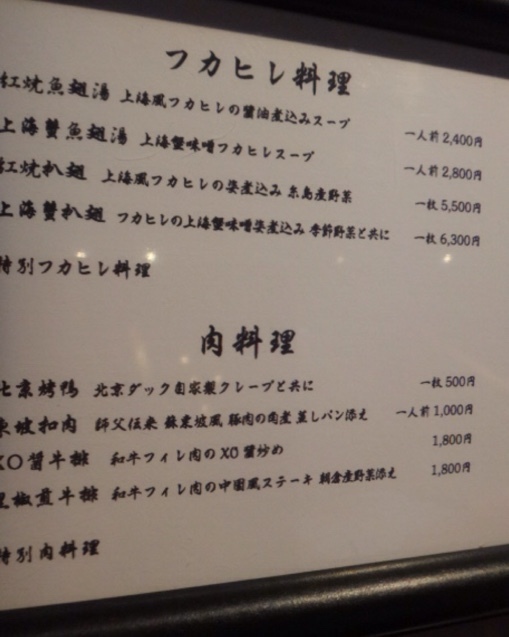 フカヒレ料理
紅焼魚翅湯 上海風フカヒレの醤油煮込みスープ 一人前 2,400円
上海蟹魚翅湯 上海蟹味噌フカヒレスープ 一人前 2,800円
紅焼扒翅 上海風フカヒレの姿煮込み 糸島産野菜 一枚 5,500円
上海蟹扒翅 フカヒレの上海蟹味噌姿煮込み 季節野菜と共に 一枚 6,300円
特別フカヒレ料理
肉料理
北京烤鴨 北京ダック自家製クレープと共に 一枚 500円
東坡扣肉 師父伝来 蘇東坡風 豚肉の角煮 蒸しパン添え 一人前 1,000円
XO醤牛排 和牛フィレ肉のXO醤炒め 1,800円
黒椒煎牛排 和牛フィレ肉の中国風ステーキ 朝倉産野菜添え 1,800円
特別肉料理